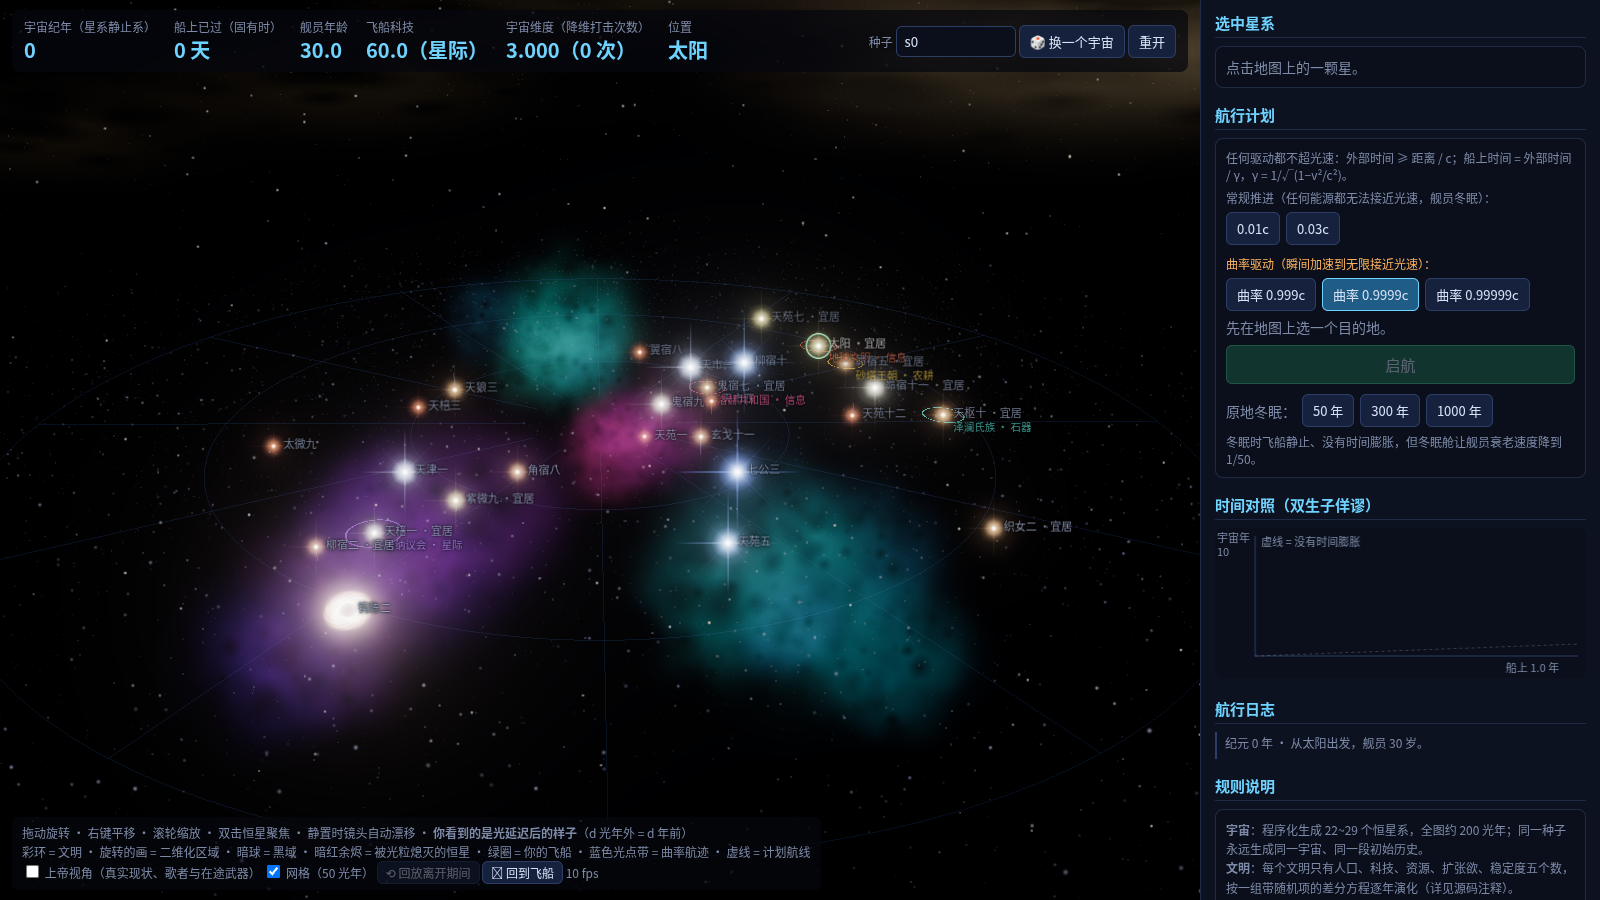 宇宙纪年（星系静止系）
0
船上已过（固有时）
0 天
舰员年龄
30.0
飞船科技
60.0（星际）
宇宙维度（降维打击次数）
3.000（0 次）
位置
太阳
种子
s0
🎲 换一个宇宙
重开
天苑七 · 宜居
太阳 · 宜居
翼宿八
柳宿十
砂塔王朝 · 农耕
天狼三
鬼宿七 · 宜居
天桴三
鬼宿九
天苑十二
天枢十 · 宜居
泽澜氏族 · 石器
太微九
天苑一
玄戈十一
天津一
角宿八
七公三
紫微九 · 宜居
织女二 · 宜居
天苑五
柳宿三 · 宜居
选中星系
点击地图上的一颗星。
航行计划
任何驱动都不超光速：外部时间 ⩾ 距离 / c；船上时间 = 外部时间
/ γ，γ = 1/√(1−v²/c²)。
常规推进（任何能源都无法接近光速，舰员冬眠）：
0.01c
0.03c
曲率驱动（瞬间加速到无限接近光速）：
曲率 0.999c
曲率 0.9999c
曲率 0.99999c
先在地图上选一个目的地。
启航
原地冬眠：
50 年
300 年
1000 年
冬眠时飞船静止、没有时间膨胀，但冬眠舱让舰员衰老速度降到
1/50。
时间对照（双生子佯谬）
宇宙年
10
虚线 = 没有时间膨胀
船上 1.0 年
航行日志
纪元 0 年 · 从太阳出发，舰员 30 岁。
规则说明
宇宙：程序化生成 22~29 个恒星系，全图约 200 光年；同一种子
永远生成同一宇宙、同一段初始历史。
文明：每个文明只有人口、科技、资源、扩张欲、稳定度五个数，
按一组带随机项的差分方程逐年演化（详见源码注释）。
拖动旋转 · 右键平移 · 滚轮缩放 · 双击恒星聚焦 · 静置时镜头自动漂移 · 你看到的是光延迟后的样子（d 光年外 = d 年前）
彩环 = 文明 · 旋转的画 = 二维化区域 · 暗球 = 黑域 · 暗红余烬 = 被光粒熄灭的恒星 · 绿圈 = 你的飞船 · 蓝色光点带 = 曲率航迹 · 虚线 = 计划航线
上帝视角（真实现状、歌者与在途武器）
网格（50 光年）
⟲ 回放离开期间
回到飞船
10 fps